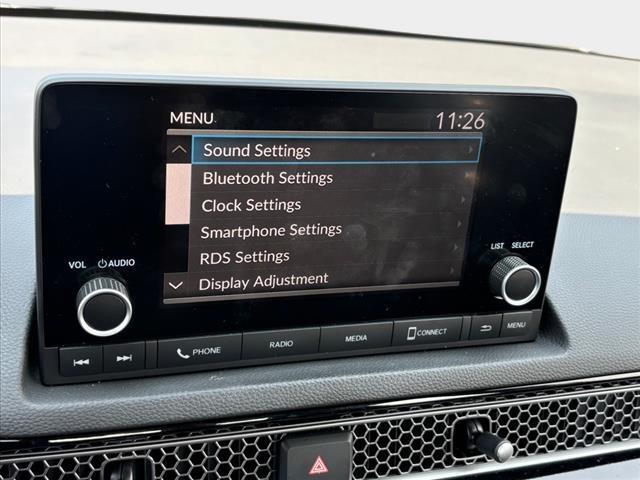 MENU 11:26
Sound Settings
Bluetooth Settings
Clock Settings
Smartphone Settings
RDS Settings
Display Adjustment
VOL AUDIO
LIST SELECT
PHONE RADIO MEDIA CONNECT MENU